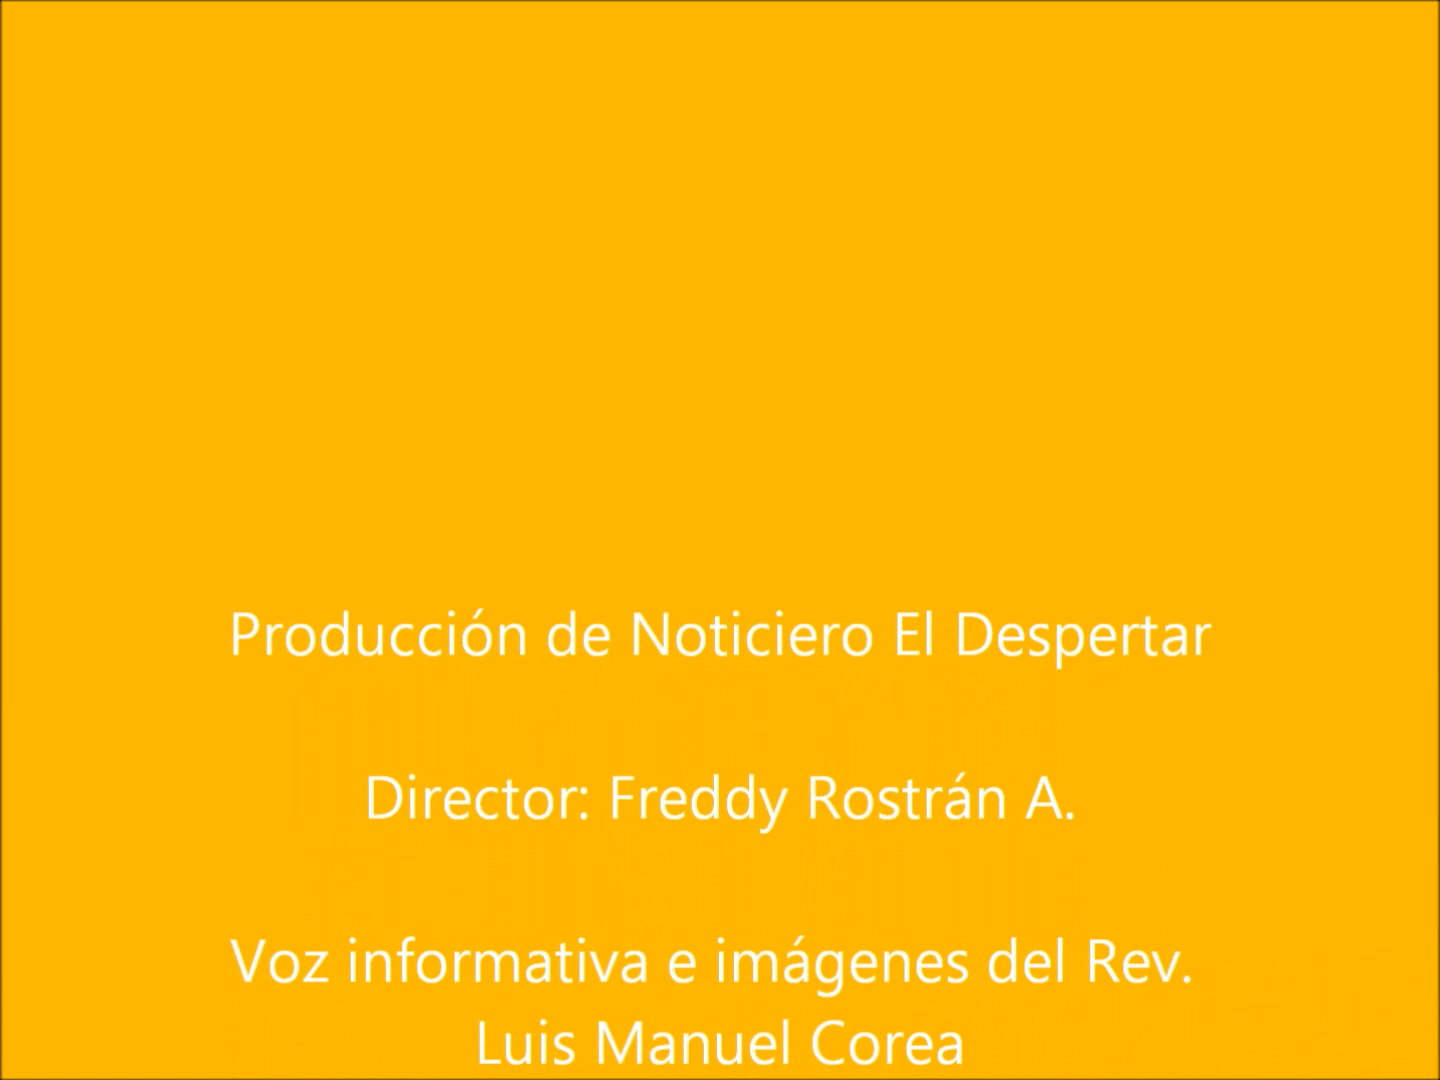 Producción de Noticiero El Despertar
Director: Freddy Rostrán A.
Voz informativa e imágenes del Rev.
Luis Manuel Corea